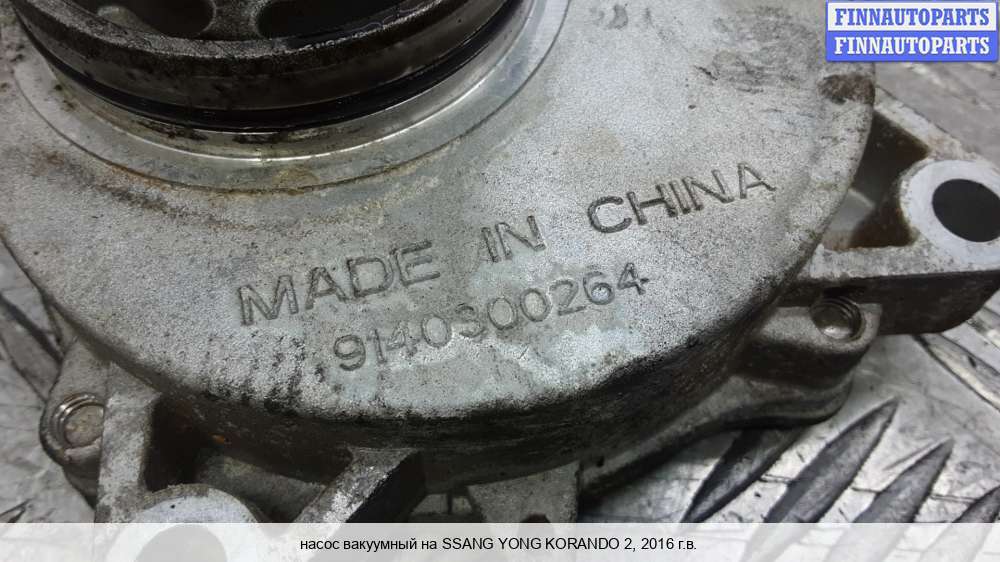 FINNAUTOPARTS
FINNAUTOPARTS
MADE IN CHINA
9140300264
насос вакуумный на SSANG YONG KORANDO 2, 2016 г.в.